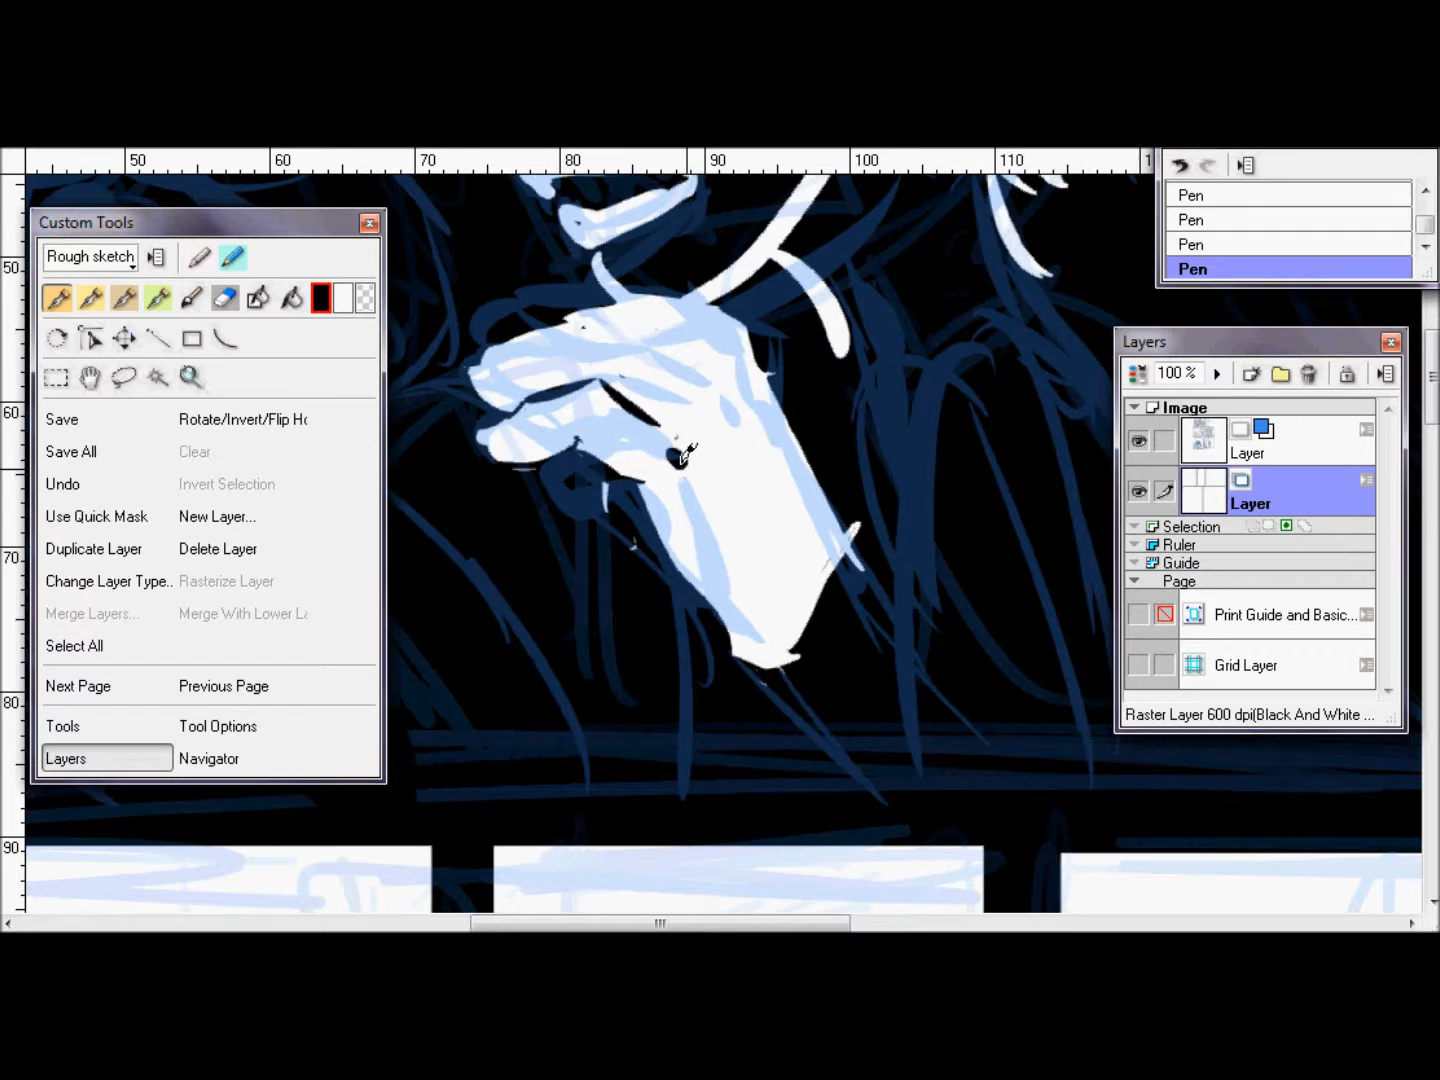 50 60 70 80 90 100 110 1
Pen
Pen
Pen
Pen
Custom Tools
Rough sketch
Save Rotate/Invert/Flip Ho
Save All Clear
Undo Invert Selection
Use Quick Mask New Layer...
Duplicate Layer Delete Layer
Change Layer Type.. Rasterize Layer
Merge Layers... Merge With Lower La
Select All
Next Page Previous Page
Tools Tool Options
Layers Navigator
50
60
70
80
90
Layers
100 %
Image
Layer
Layer
Selection
Ruler
Guide
Page
Print Guide and Basic...
Grid Layer
Raster Layer 600 dpi(Black And White ...